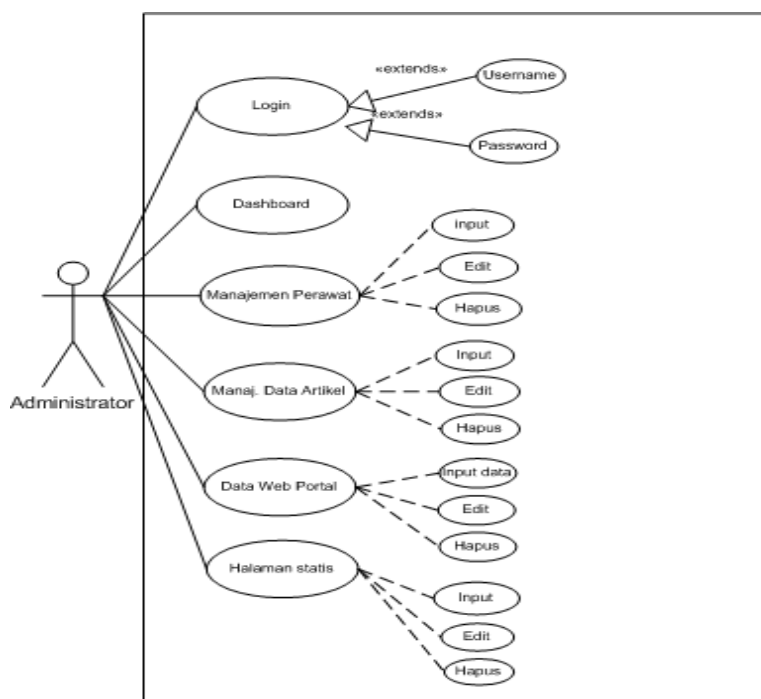 «extends»
Username
Login
«extends»
Password
Dashboard
input
Edit
Manajemen Perawat
Hapus
Input
Manaj. Data Artikel
Edit
Hapus
Administrator
Input data
Data Web Portal
Edit
Hapus
Halaman statis
Input
Edit
Hapus